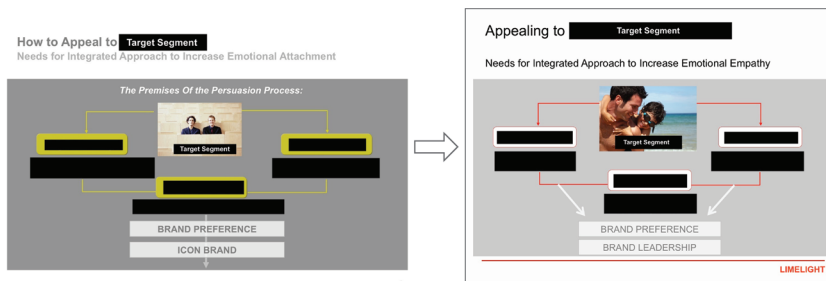 How to Appeal to Target Segment
Needs for Integrated Approach to Increase Emotional Attachment
The Premises Of the Persuasion Process:
Target Segment
BRAND PREFERENCE
ICON BRAND
Appealing to Target Segment
Needs for Integrated Approach to Increase Emotional Empathy
Target Segment
BRAND PREFERENCE
BRAND LEADERSHIP
LIMELIGHT